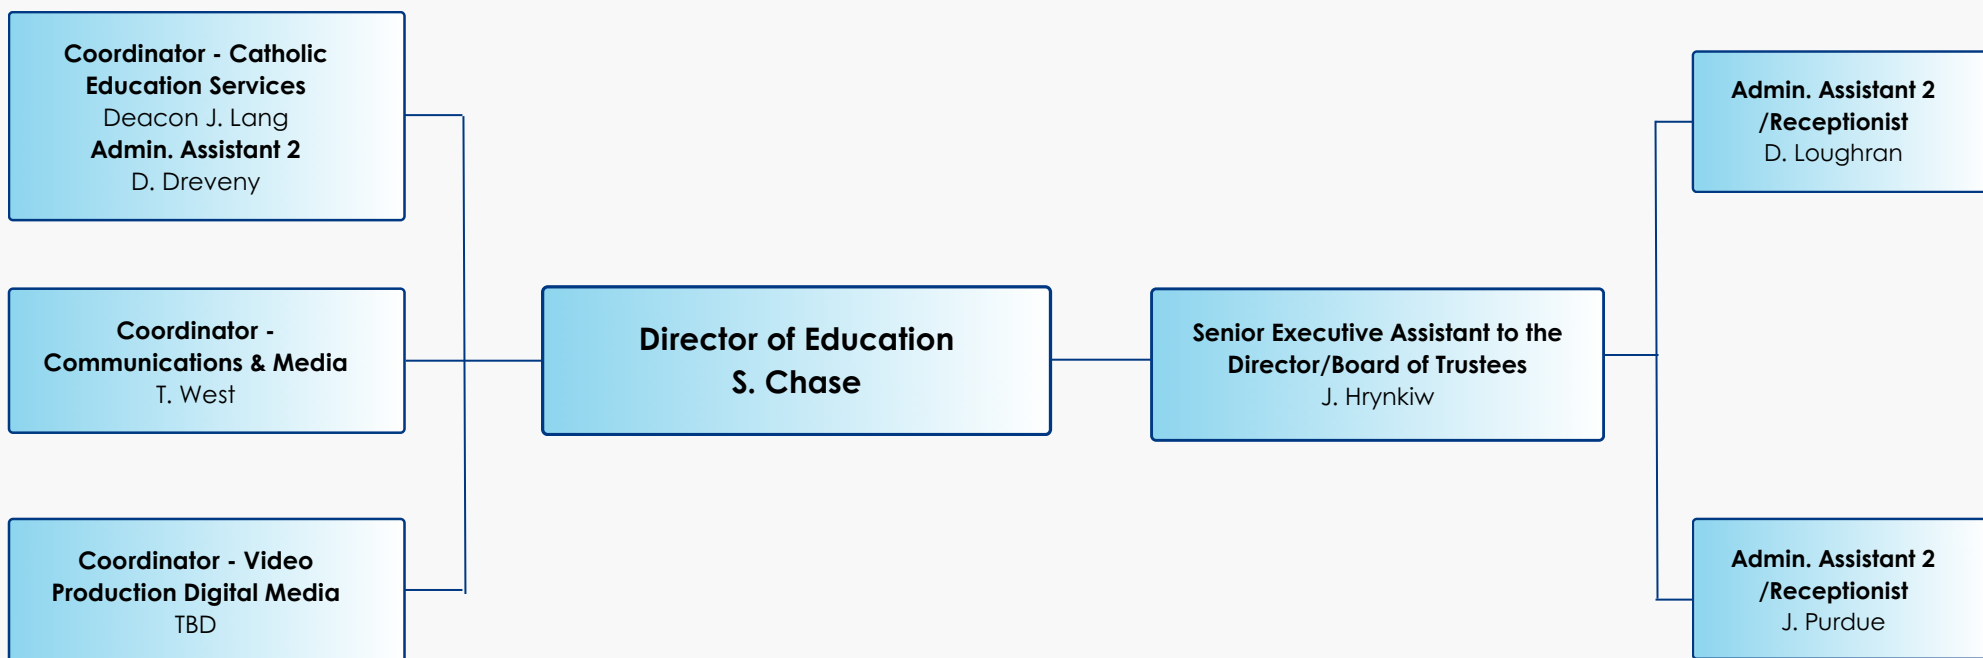 Coordinator - Catholic
Education Services
Deacon J. Lang
Admin. Assistant 2
D. Dreveny
Coordinator -
Communications & Media
T. West
Coordinator - Video
Production Digital Media
TBD
Director of Education
S. Chase
Senior Executive Assistant to the
Director/Board of Trustees
J. Hrynkiw
Admin. Assistant 2
/Receptionist
D. Loughran
Admin. Assistant 2
/Receptionist
J. Purdue